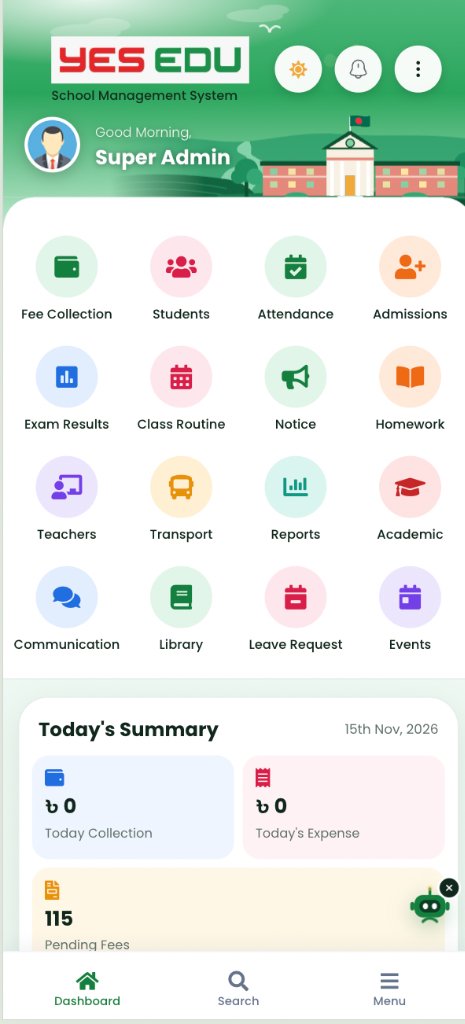 YES EDU
School Management System
Good Morning,
Super Admin
Fee Collection
Students
Attendance
Admissions
Exam Results
Class Routine
Notice
Homework
Teachers
Transport
Reports
Academic
Communication
Library
Leave Request
Events
Today's Summary
15th Nov, 2026
৳ 0
Today Collection
৳ 0
Today's Expense
115
Pending Fees
Dashboard
Search
Menu